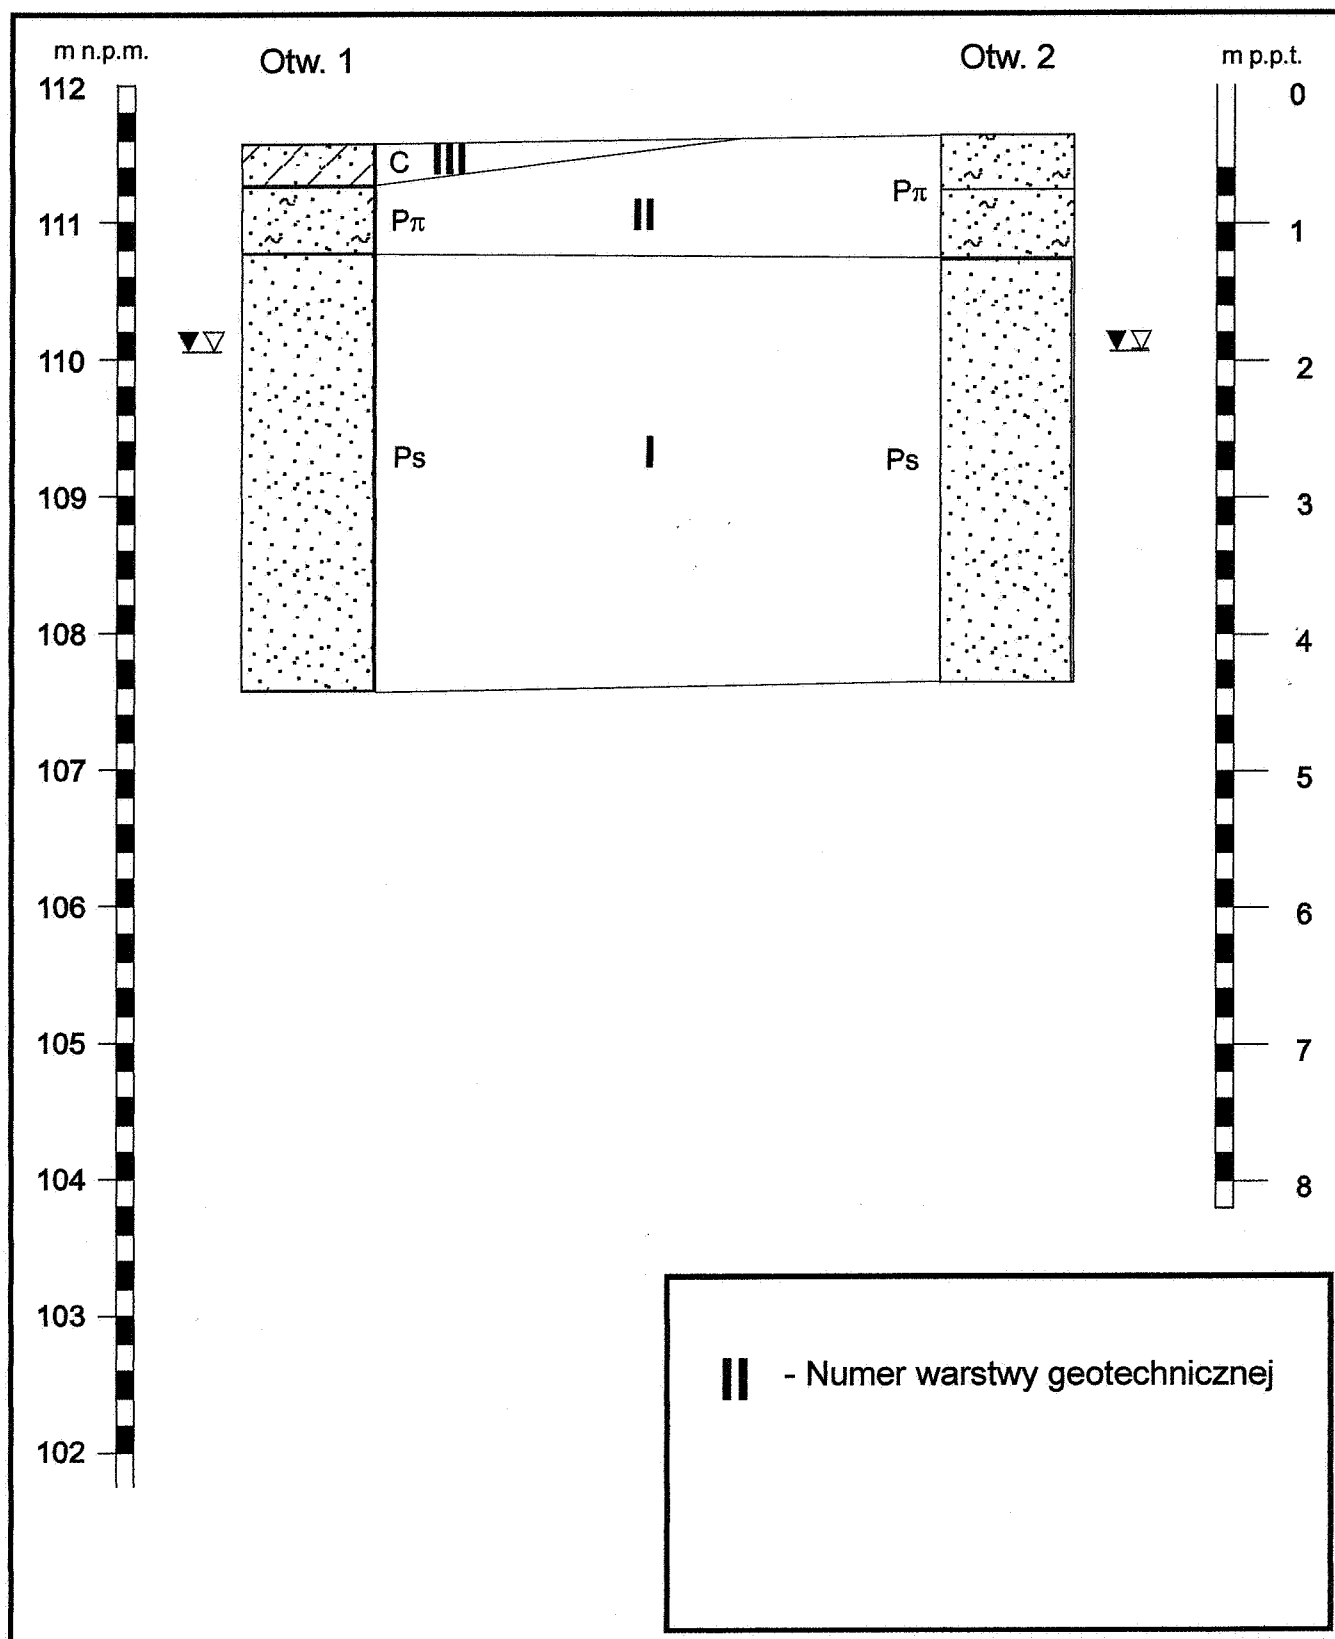 m n.p.m.
Otw. 1
Otw. 2
m p.p.t.
112
0
C
III
Pπ
111
Pπ
II
1
110
2
Ps
I
Ps
109
3
108
4
107
5
106
6
105
7
104
8
103
II - Numer warstwy geotechnicznej
102